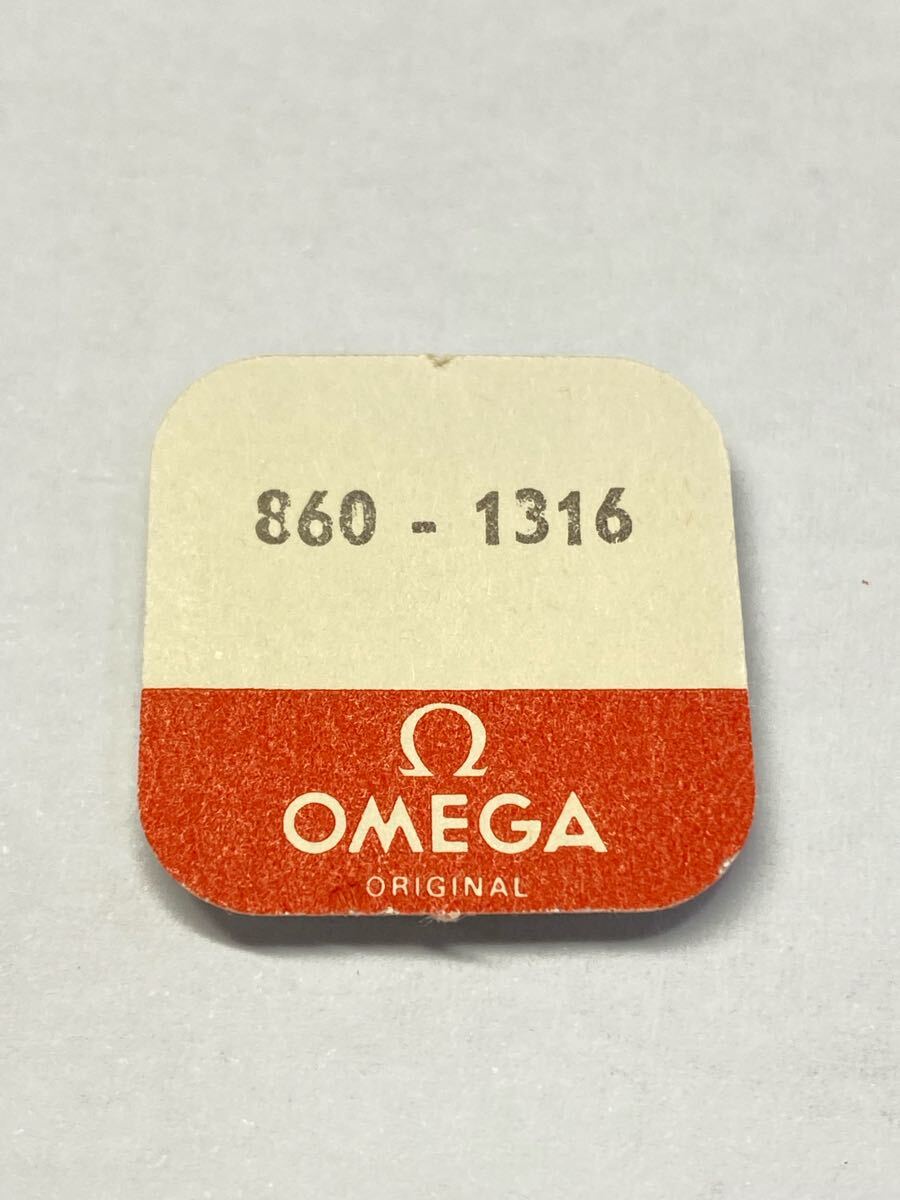 860 - 1316
Ω
OMEGA
ORIGINAL